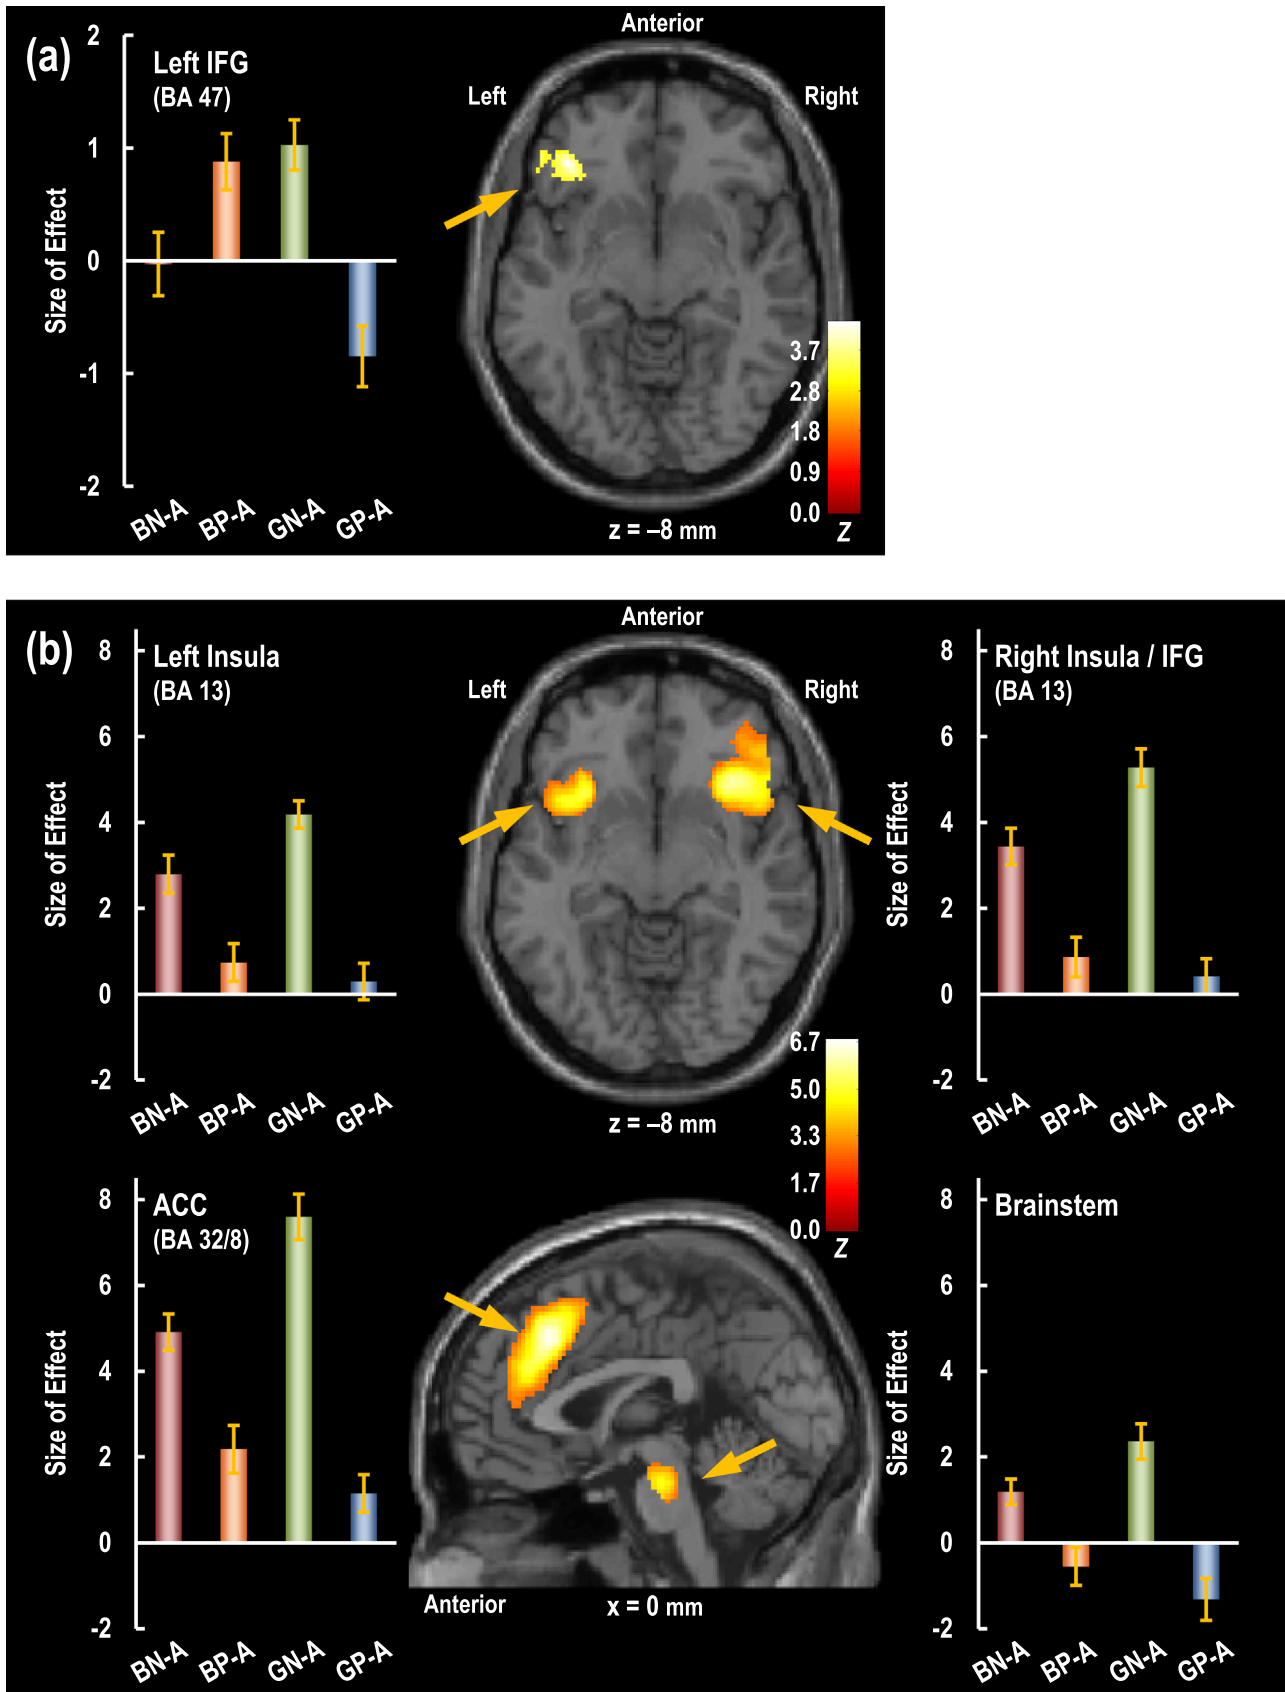 (a)
Left IFG
(BA 47)
Size of Effect
2
1
0
-1
-2
BN-A
BP-A
GN-A
GP-A
Anterior
Left
Right
3.7
2.8
1.8
0.9
0.0
Z
z = –8 mm
(b)
Left Insula
(BA 13)
Size of Effect
8
6
4
2
0
-2
BN-A
BP-A
GN-A
GP-A
Anterior
Left
Right
z = –8 mm
6.7
5.0
3.3
1.7
0.0
Z
Right Insula / IFG
(BA 13)
Size of Effect
8
6
4
2
0
-2
BN-A
BP-A
GN-A
GP-A
ACC
(BA 32/8)
Size of Effect
8
6
4
2
0
-2
BN-A
BP-A
GN-A
GP-A
Anterior
x = 0 mm
Brainstem
Size of Effect
8
6
4
2
0
-2
BN-A
BP-A
GN-A
GP-A